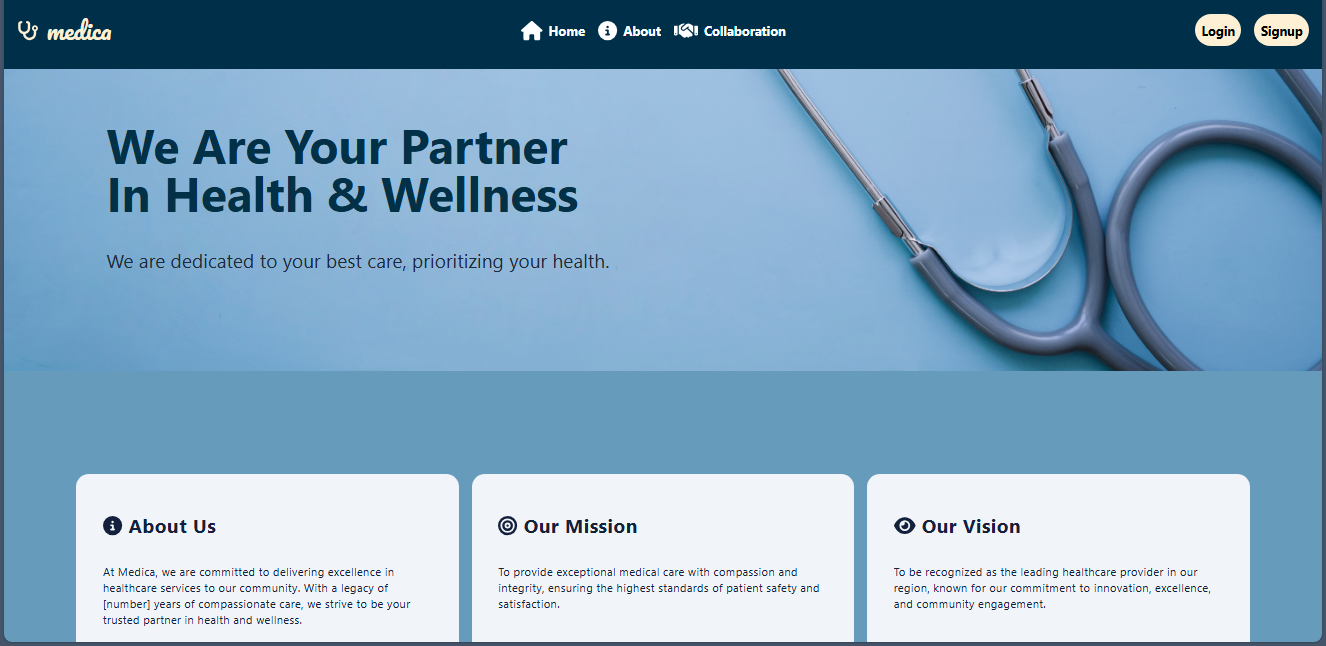 medica
Home
About
Collaboration
Login
Signup
We Are Your Partner
In Health & Wellness
We are dedicated to your best care, prioritizing your health.
About Us
At Medica, we are committed to delivering excellence in
healthcare services to our community. With a legacy of
[number] years of compassionate care, we strive to be your
trusted partner in health and wellness.
Our Mission
To provide exceptional medical care with compassion and
integrity, ensuring the highest standards of patient safety and
satisfaction.
Our Vision
To be recognized as the leading healthcare provider in our
region, known for our commitment to innovation, excellence,
and community engagement.